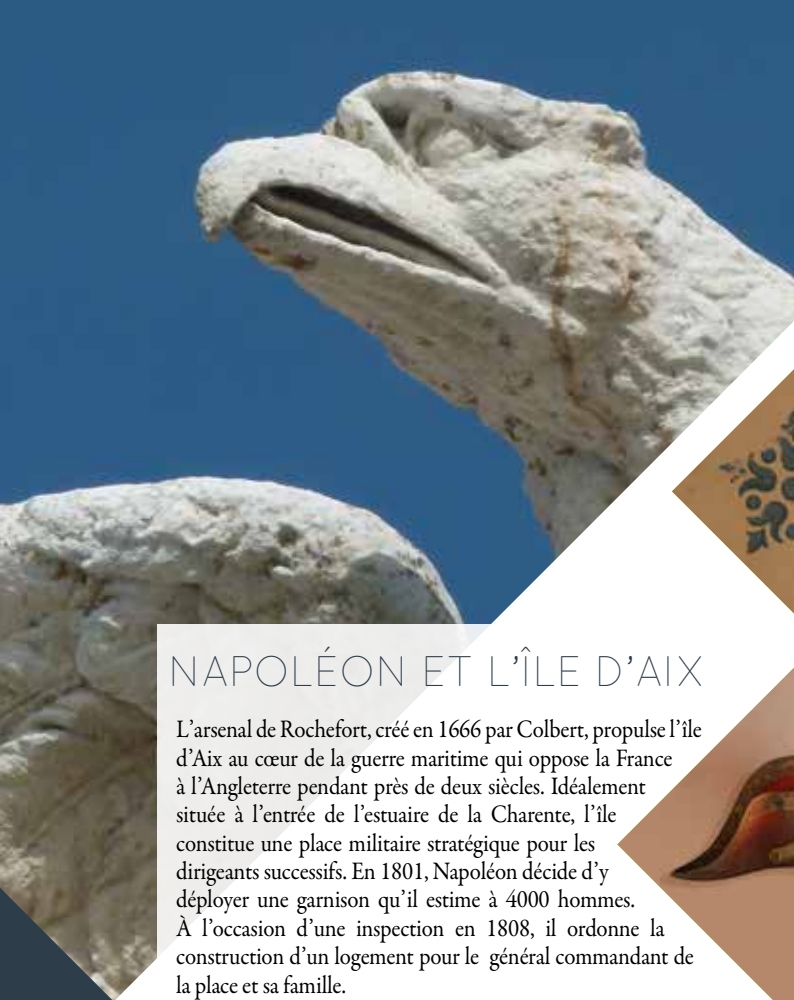 NAPOLÉON ET L’ÎLE D’AIX
L’arsenal de Rochefort, créé en 1666 par Colbert, propulse l’île
d’Aix au cœur de la guerre maritime qui oppose la France
à l’Angleterre pendant près de deux siècles. Idéalement
située à l’entrée de l’estuaire de la Charente, l’île
constitue une place militaire stratégique pour les
dirigeants successifs. En 1801, Napoléon décide d’y
déployer une garnison qu’il estime à 4000 hommes.
À l’occasion d’une inspection en 1808, il ordonne la
construction d’un logement pour le général commandant de
la place et sa famille.